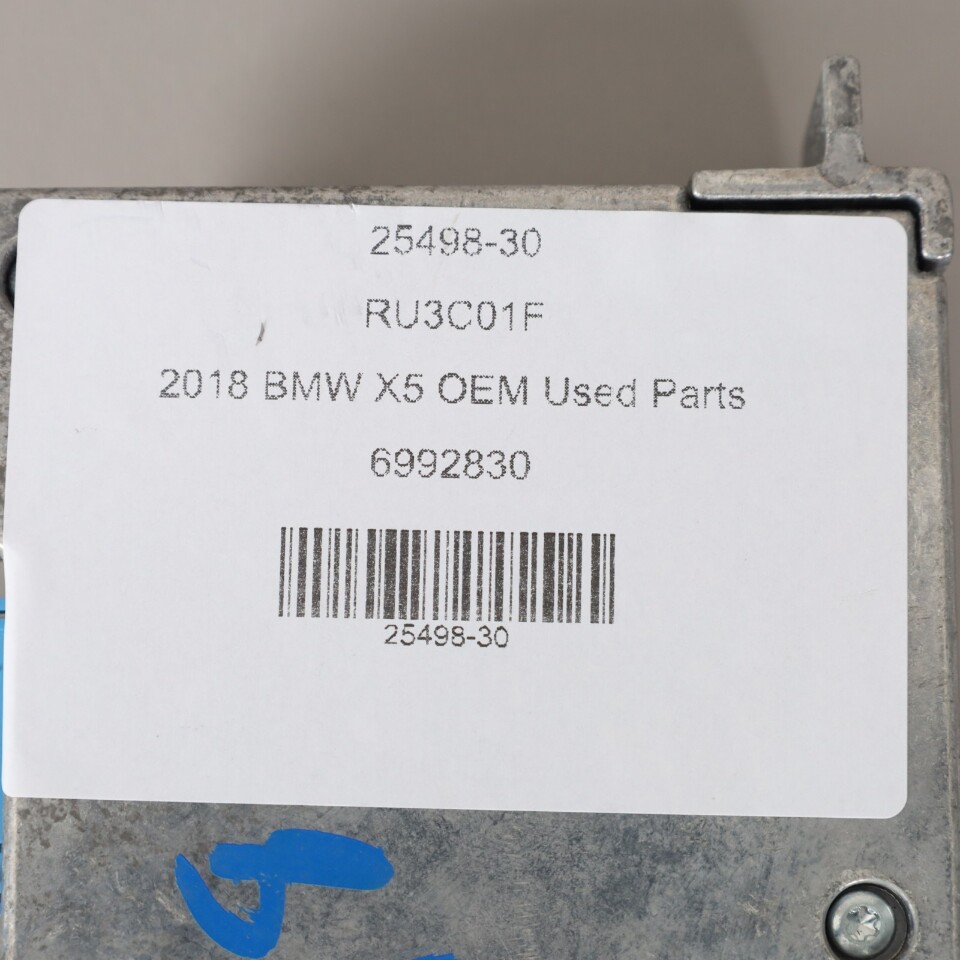 25498-30
RU3C01F
2018 BMW X5 OEM Used Parts
6992830
25498-30